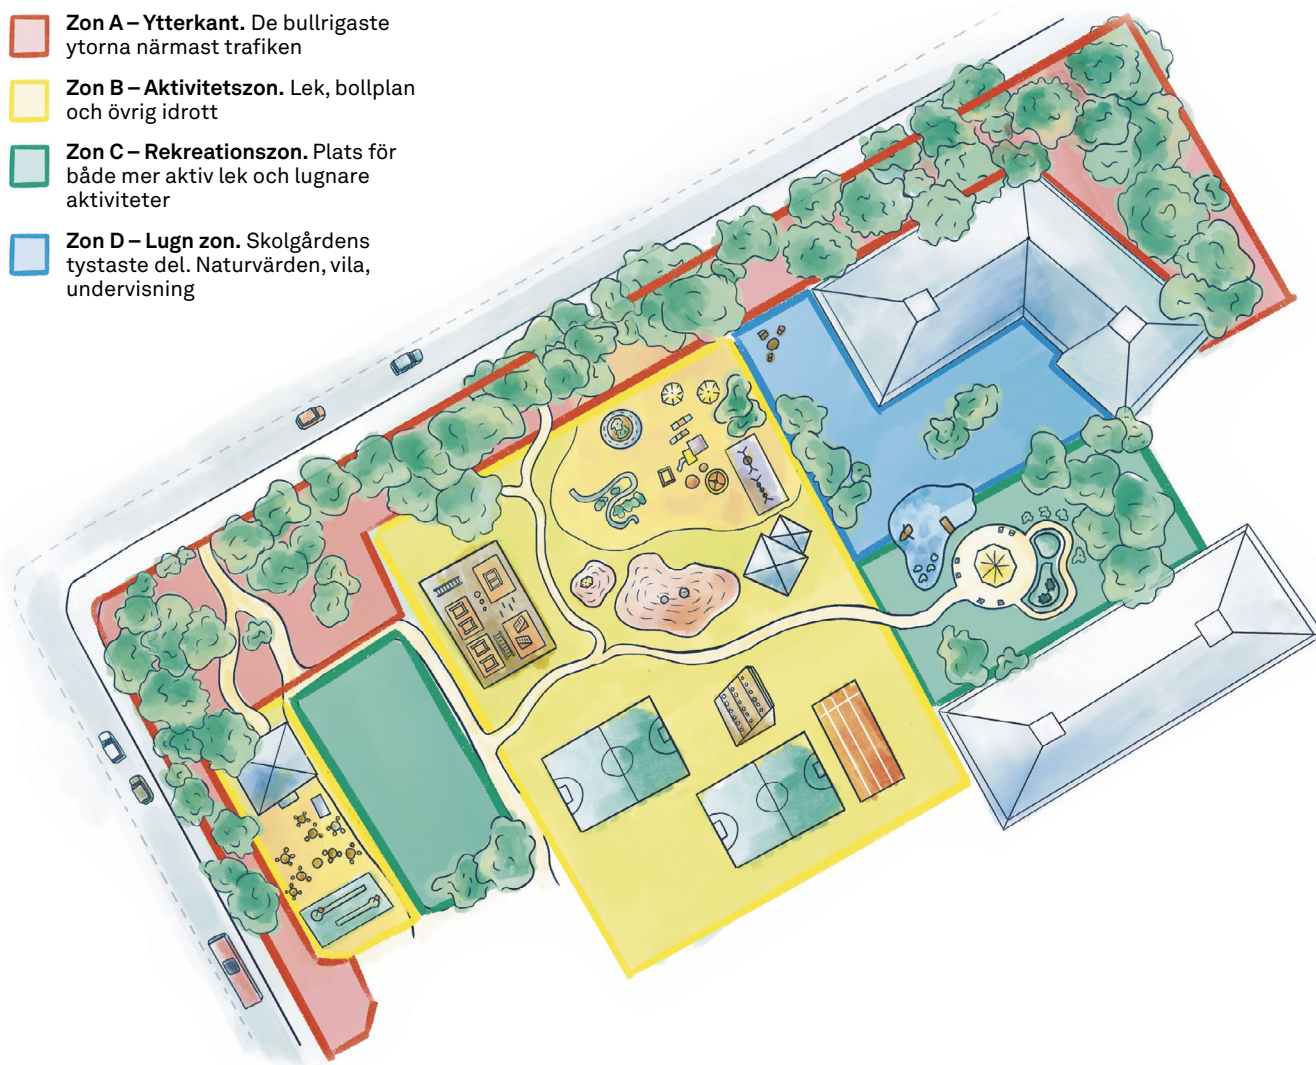 Zon A – Ytterkant. De bullrigaste
ytorna närmast trafiken
Zon B – Aktivitetszon. Lek, bollplan
och övrig idrott
Zon C – Rekreationszon. Plats för
både mer aktiv lek och lugnare
aktiviteter
Zon D – Lugn zon. Skolgårdens
tystaste del. Naturvärden, vila,
undervisning